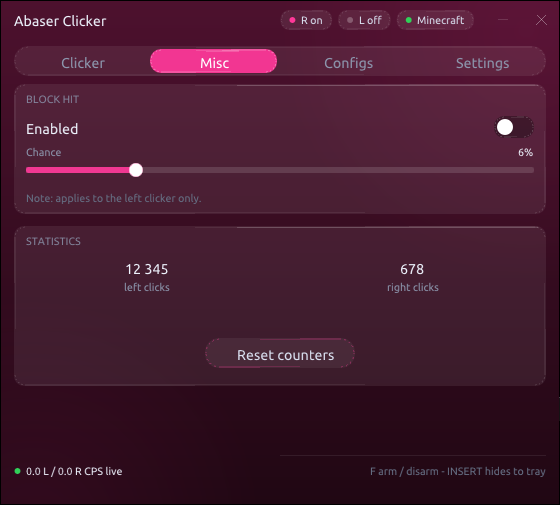 Abaser Clicker
R on
L off
Minecraft
Clicker
Misc
Configs
Settings
BLOCK HIT
Enabled
Chance
6%
Note: applies to the left clicker only.
STATISTICS
12 345
678
left clicks
right clicks
Reset counters
0.0 L / 0.0 R CPS live
F arm / disarm - INSERT hides to tray